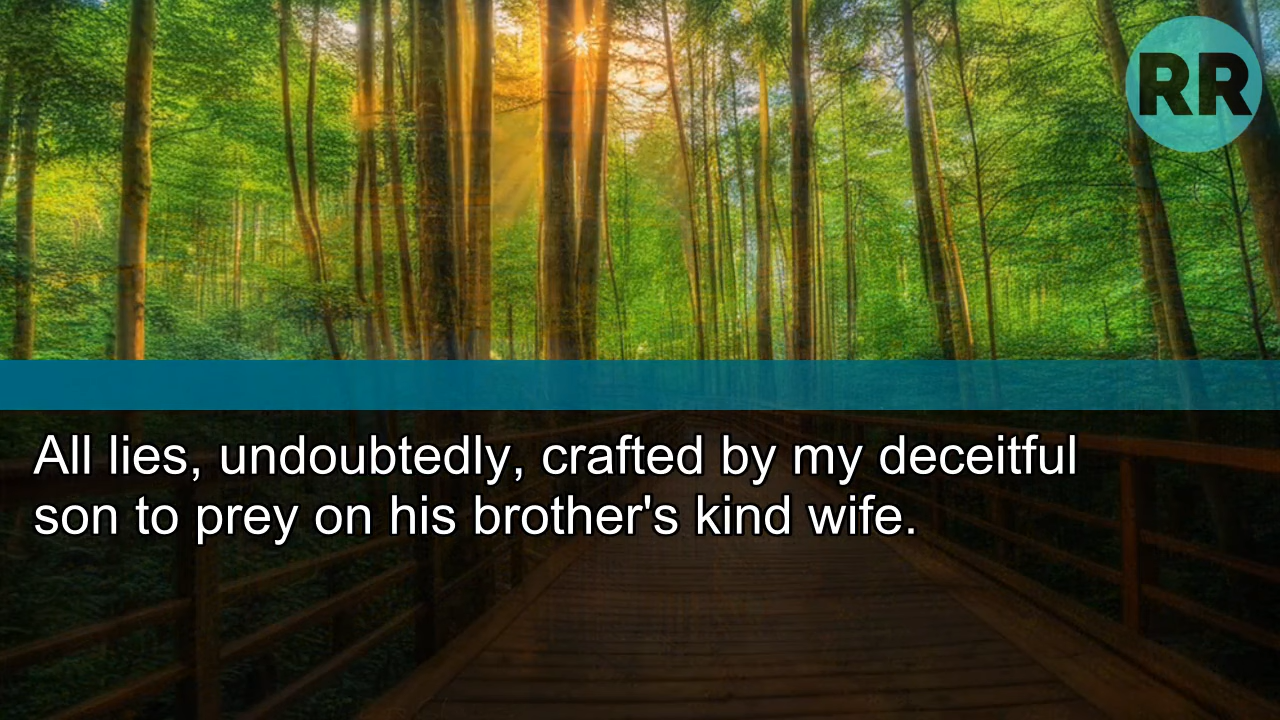 RR
All lies, undoubtedly, crafted by my deceitful
son to prey on his brother's kind wife.